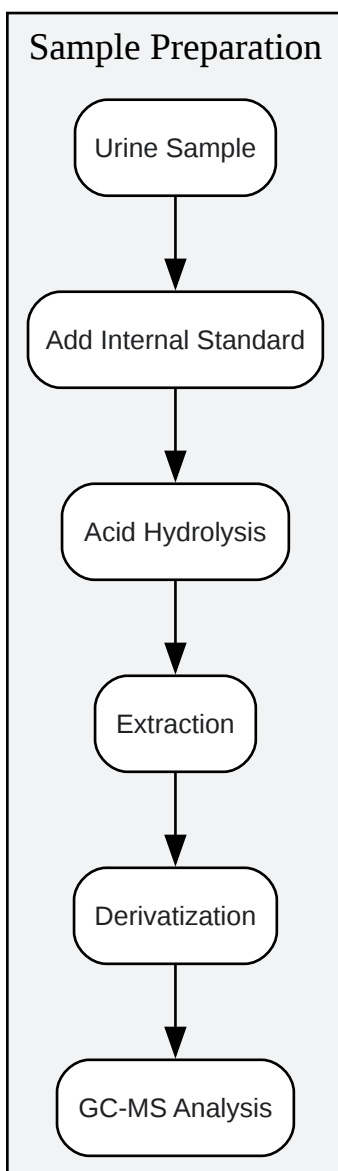 Sample Preparation
Urine Sample
Add Internal Standard
Acid Hydrolysis
Extraction
Derivatization
GC-MS Analysis